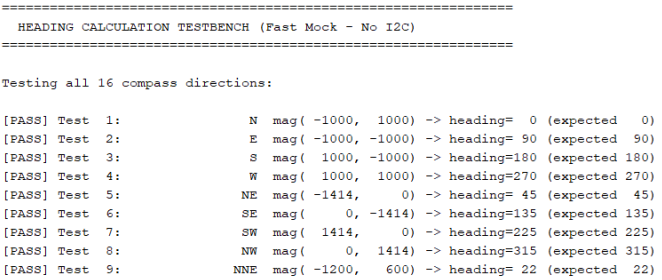 ================================================================
  HEADING CALCULATION TESTBENCH (Fast Mock - No I2C)
================================================================
Testing all 16 compass directions:
[PASS] Test  1:                N  mag( -1000,  1000) -> heading=  0 (expected   0)
[PASS] Test  2:                E  mag( -1000, -1000) -> heading= 90 (expected  90)
[PASS] Test  3:                S  mag(  1000, -1000) -> heading=180 (expected 180)
[PASS] Test  4:                W  mag(  1000,  1000) -> heading=270 (expected 270)
[PASS] Test  5:               NE  mag( -1414,     0) -> heading= 45 (expected  45)
[PASS] Test  6:               SE  mag(     0, -1414) -> heading=135 (expected 135)
[PASS] Test  7:               SW  mag(  1414,     0) -> heading=225 (expected 225)
[PASS] Test  8:               NW  mag(     0,  1414) -> heading=315 (expected 315)
[PASS] Test  9:              NNE  mag( -1200,   600) -> heading= 22 (expected  22)